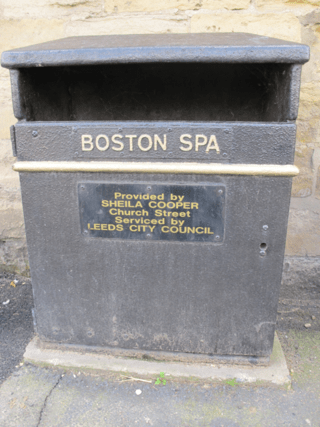 BOSTON SPA
Provided by
SHEILA COOPER
Church Street
Serviced by
LEEDS CITY COUNCIL